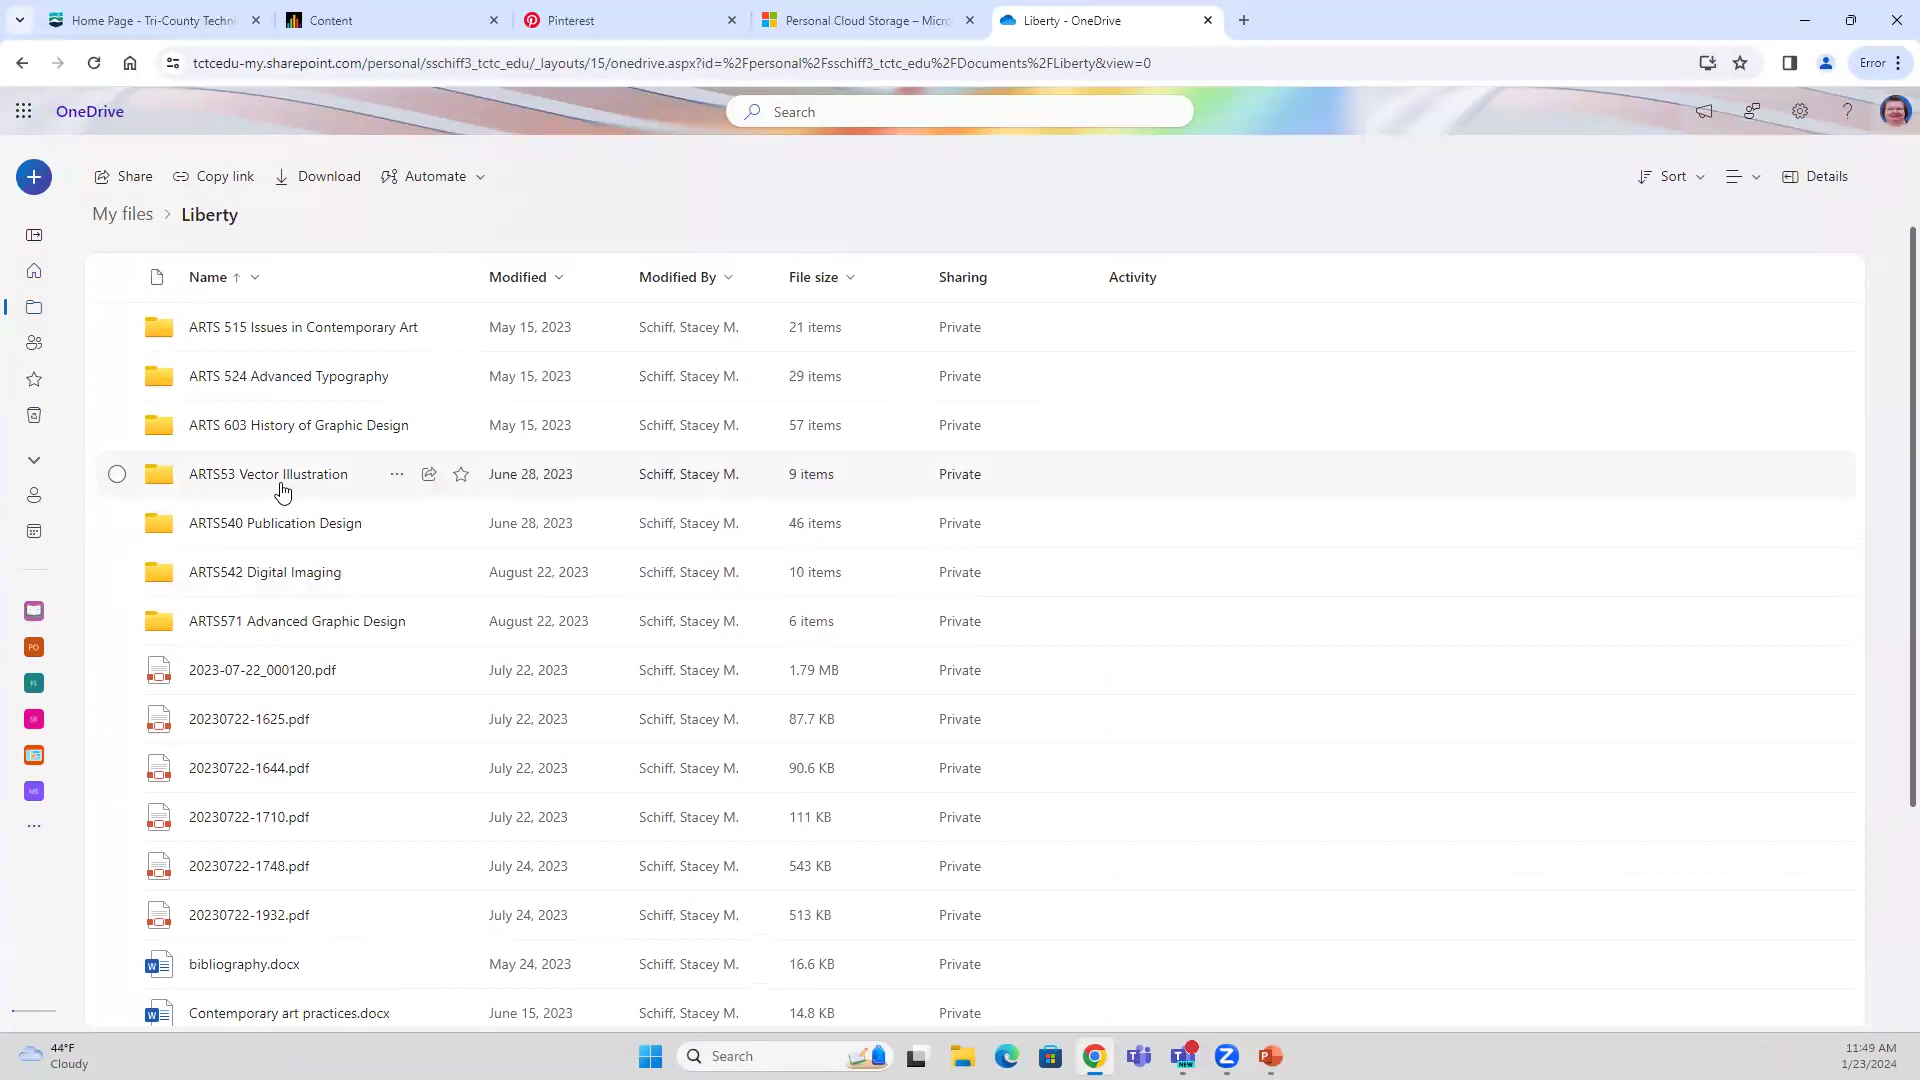 Home Page - Tri-County Techni
Content
Pinterest
Personal Cloud Storage – Micro
Liberty - OneDrive
tctcedu-my.sharepoint.com/personal/sschiff3_tctc_edu/_layouts/15/onedrive.aspx?id=%2Fpersonal%2Fsschiff3_tctc_edu%2FDocuments%2FLiberty&view=0
Error
OneDrive
Search
Share
Copy link
Download
Automate
Sort
Details
My files > Liberty
Name Modified Modified By File size Sharing Activity
ARTS 515 Issues in Contemporary Art May 15, 2023 Schiff, Stacey M. 21 items Private
ARTS 524 Advanced Typography May 15, 2023 Schiff, Stacey M. 29 items Private
ARTS 603 History of Graphic Design May 15, 2023 Schiff, Stacey M. 57 items Private
ARTS53 Vector Illustration June 28, 2023 Schiff, Stacey M. 9 items Private
ARTS540 Publication Design June 28, 2023 Schiff, Stacey M. 46 items Private
ARTS542 Digital Imaging August 22, 2023 Schiff, Stacey M. 10 items Private
ARTS571 Advanced Graphic Design August 22, 2023 Schiff, Stacey M. 6 items Private
2023-07-22_000120.pdf July 22, 2023 Schiff, Stacey M. 1.79 MB Private
20230722-1625.pdf July 22, 2023 Schiff, Stacey M. 87.7 KB Private
20230722-1644.pdf July 22, 2023 Schiff, Stacey M. 90.6 KB Private
20230722-1710.pdf July 22, 2023 Schiff, Stacey M. 111 KB Private
20230722-1748.pdf July 24, 2023 Schiff, Stacey M. 543 KB Private
20230722-1932.pdf July 24, 2023 Schiff, Stacey M. 513 KB Private
bibliography.docx May 24, 2023 Schiff, Stacey M. 16.6 KB Private
Contemporary art practices.docx June 15, 2023 Schiff, Stacey M. 14.8 KB Private
PO
MS
44°F
Cloudy
Search
NEW
11:49 AM
1/23/2024